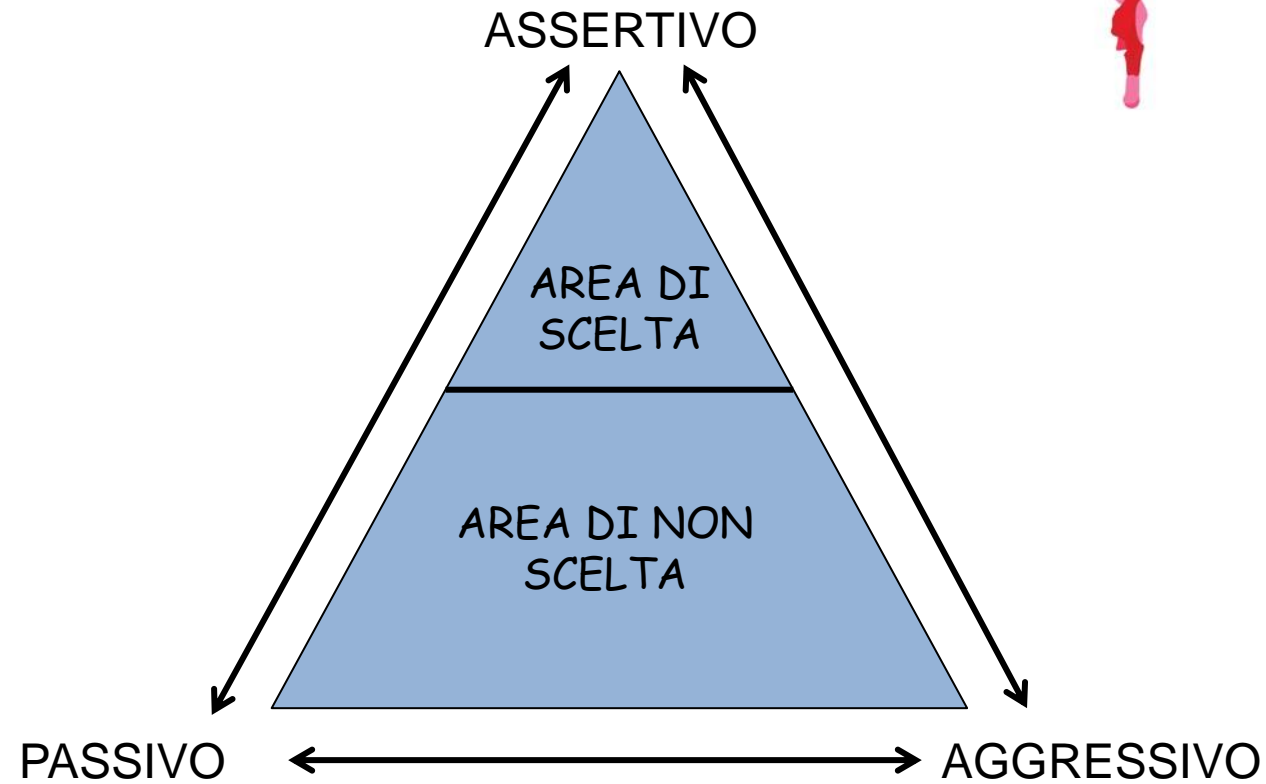 ASSERTIVO
AREA DI
SCELTA
AREA DI NON
SCELTA
PASSIVO
AGGRESSIVO